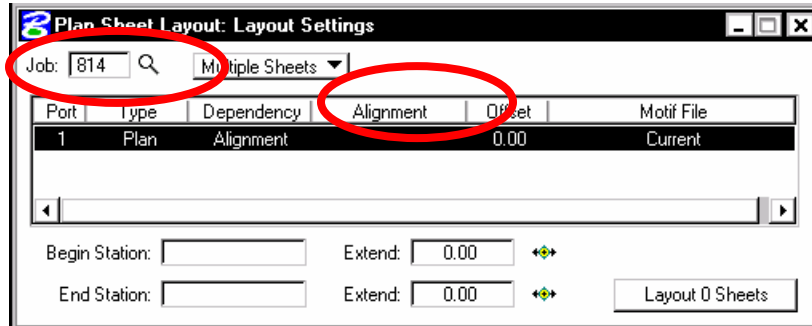 Plan Sheet Layout: Layout Settings
Job: 814 Multiple Sheets
Port Type Dependency Alignment Offset Motif File
1 Plan Alignment 0.00 Current
Begin Station: Extend: 0.00
End Station: Extend: 0.00 Layout 0 Sheets